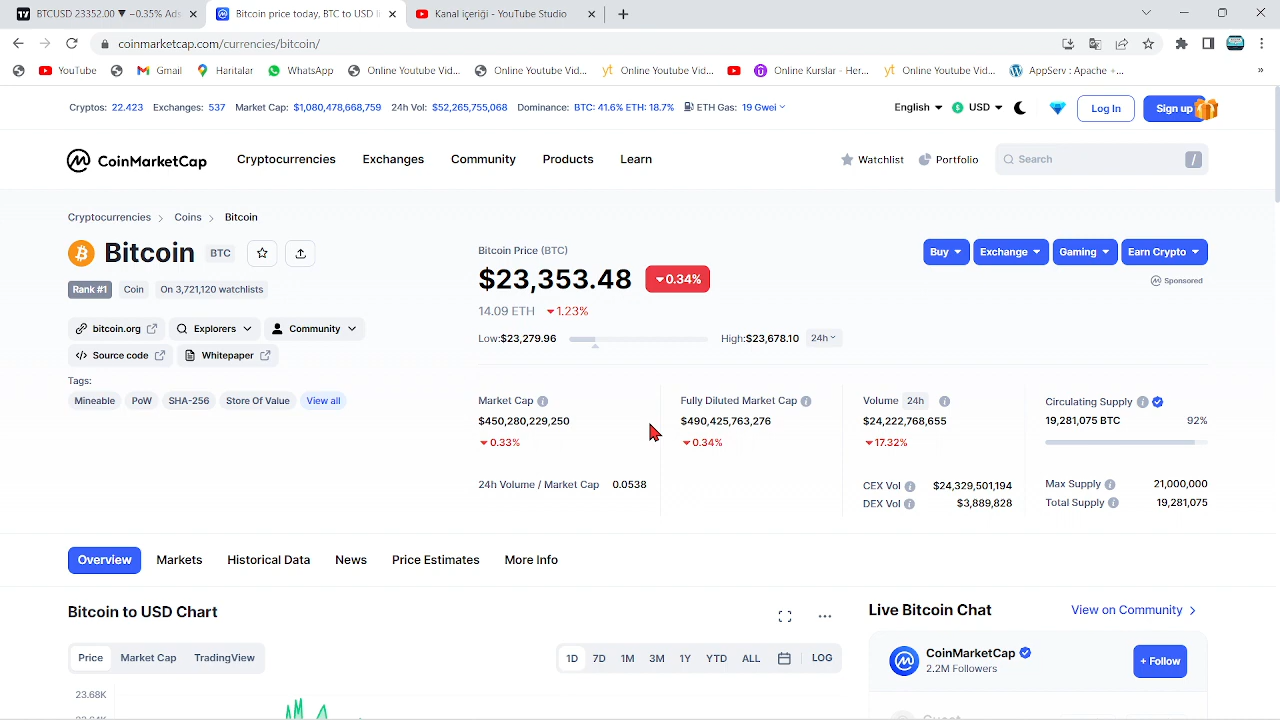 BTCUSD 23352.00 ▼ −0.35% Ads
Bitcoin price today, BTC to USD li
Kanal içeriği - YouTube Studio
coinmarketcap.com/currencies/bitcoin/
YouTube Gmail Haritalar WhatsApp Online Youtube Vid... Online Youtube Vid... Online Youtube Vid... Online Kurslar - Her... Online Youtube Vid... AppServ : Apache +... »
Cryptos: 22.423 Exchanges: 537 Market Cap: $1,080,478,668,759 24h Vol: $52,265,755,068 Dominance: BTC: 41.6% ETH: 18.7% ETH Gas: 19 Gwei English USD Log In Sign up
CoinMarketCap Cryptocurrencies Exchanges Community Products Learn Watchlist Portfolio Search /
Cryptocurrencies > Coins > Bitcoin
Bitcoin BTC
Rank #1 Coin On 3,721,120 watchlists
bitcoin.org Explorers Community
Source code Whitepaper
Tags:
Mineable PoW SHA-256 Store Of Value View all
Bitcoin Price (BTC)
$23,353.48 0.34%
14.09 ETH 1.23%
Low:$23,279.96 High:$23,678.10 24h
Buy Exchange Gaming Earn Crypto
Sponsored
Market Cap
$450,280,229,250
0.33%
24h Volume / Market Cap 0.0538
Fully Diluted Market Cap
$490,425,763,276
0.34%
Volume 24h
$24,222,768,655
17.32%
CEX Vol $24,329,501,194
DEX Vol $3,889,828
Circulating Supply
19,281,075 BTC 92%
Max Supply 21,000,000
Total Supply 19,281,075
Overview Markets Historical Data News Price Estimates More Info
Bitcoin to USD Chart
Price Market Cap TradingView 1D 7D 1M 3M 1Y YTD ALL LOG
23.68K
Live Bitcoin Chat View on Community >
CoinMarketCap
2.2M Followers
+ Follow